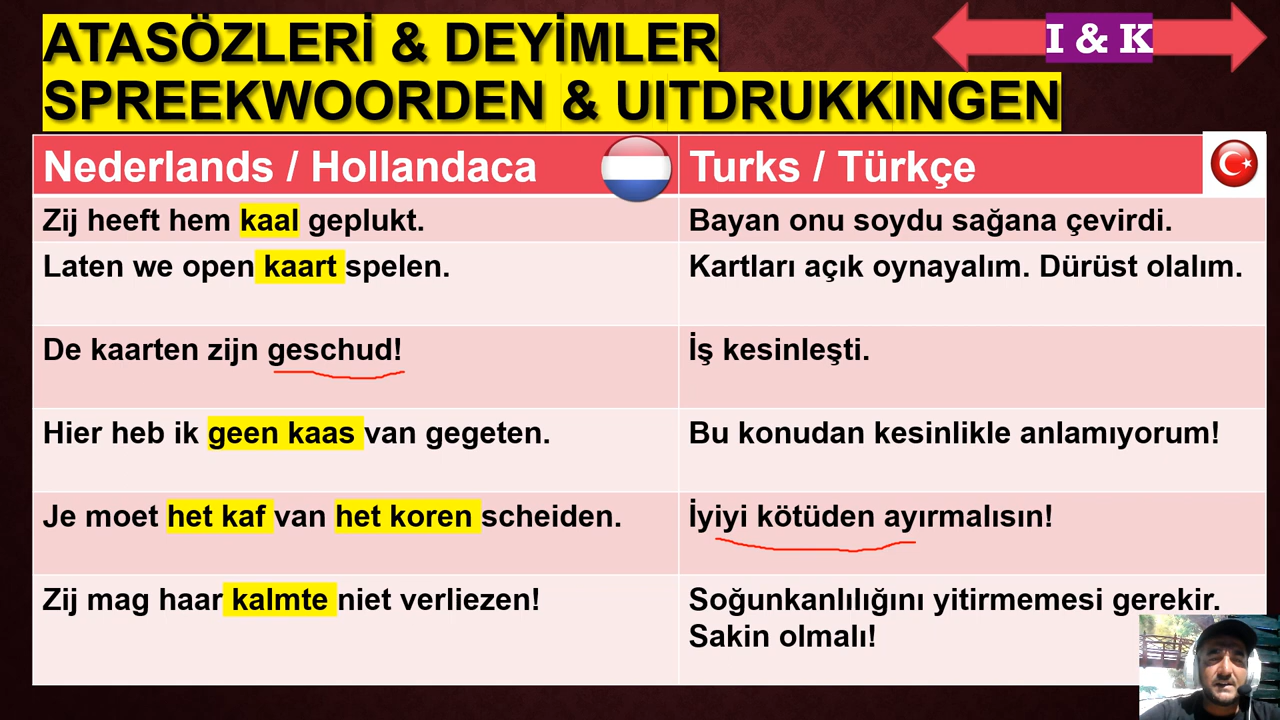 ATASÖZLERİ & DEYİMLER
SPREEKWOORDEN & UITDRUKKINGEN
I & K
Nederlands / Hollandaca
Turks / Türkçe
Zij heeft hem kaal geplukt.
Bayan onu soydu sağana çevirdi.
Laten we open kaart spelen.
Kartları açık oynayalım. Dürüst olalım.
De kaarten zijn geschud!
İş kesinleşti.
Hier heb ik geen kaas van gegeten.
Bu konudan kesinlikle anlamıyorum!
Je moet het kaf van het koren scheiden.
İyiyi kötüden ayırmalısın!
Zij mag haar kalmte niet verliezen!
Soğunkanlılığını yitirmemesi gerekir.
Sakin olmalı!